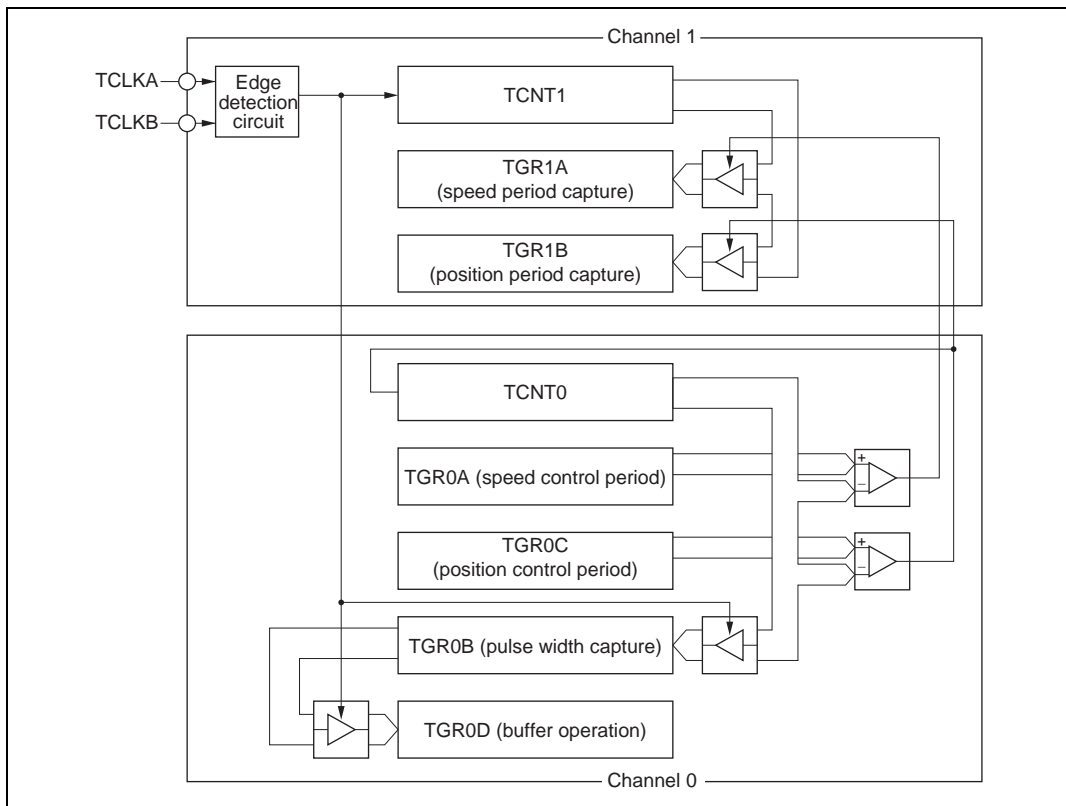 Channel 1
TCLKA
TCLKB
Edge
detection
circuit
TCNT1
TGR1A
(speed period capture)
TGR1B
(position period capture)
TCNT0
TGR0A (speed control period)
+
−
TGR0C
(position control period)
+
−
TGR0B (pulse width capture)
TGR0D (buffer operation)
Channel 0